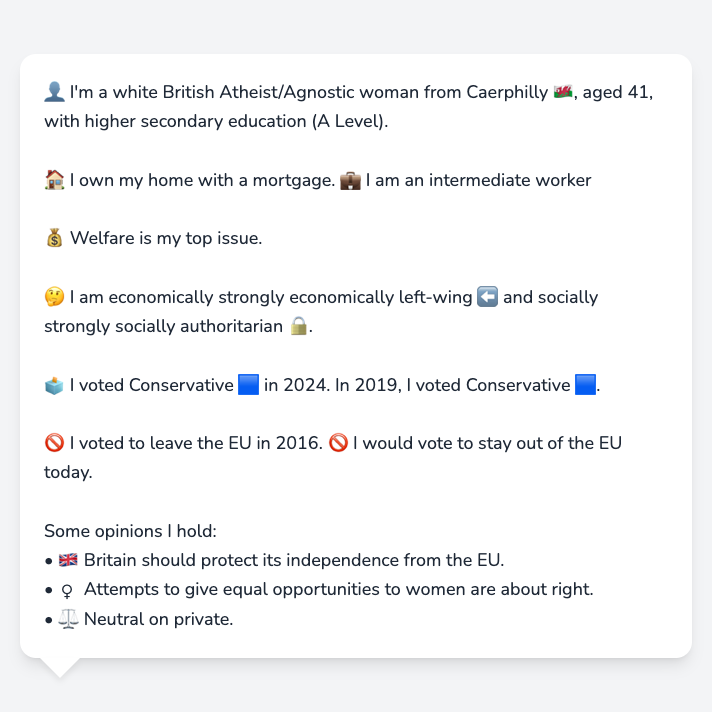 👤 I'm a white British Atheist/Agnostic woman from Caerphilly 🏴󠁧󠁢󠁷󠁬󠁳󠁿, aged 41,
with higher secondary education (A Level).
🏠 I own my home with a mortgage. 💼 I am an intermediate worker
💰 Welfare is my top issue.
🤔 I am economically strongly economically left-wing ⬅️ and socially
strongly socially authoritarian 🔒.
🗳️ I voted Conservative 🟦 in 2024. In 2019, I voted Conservative 🟦.
🚫 I voted to leave the EU in 2016. 🚫 I would vote to stay out of the EU
today.
Some opinions I hold:
• 🇬🇧 Britain should protect its independence from the EU.
• ♀ Attempts to give equal opportunities to women are about right.
• ⚖️ Neutral on private.